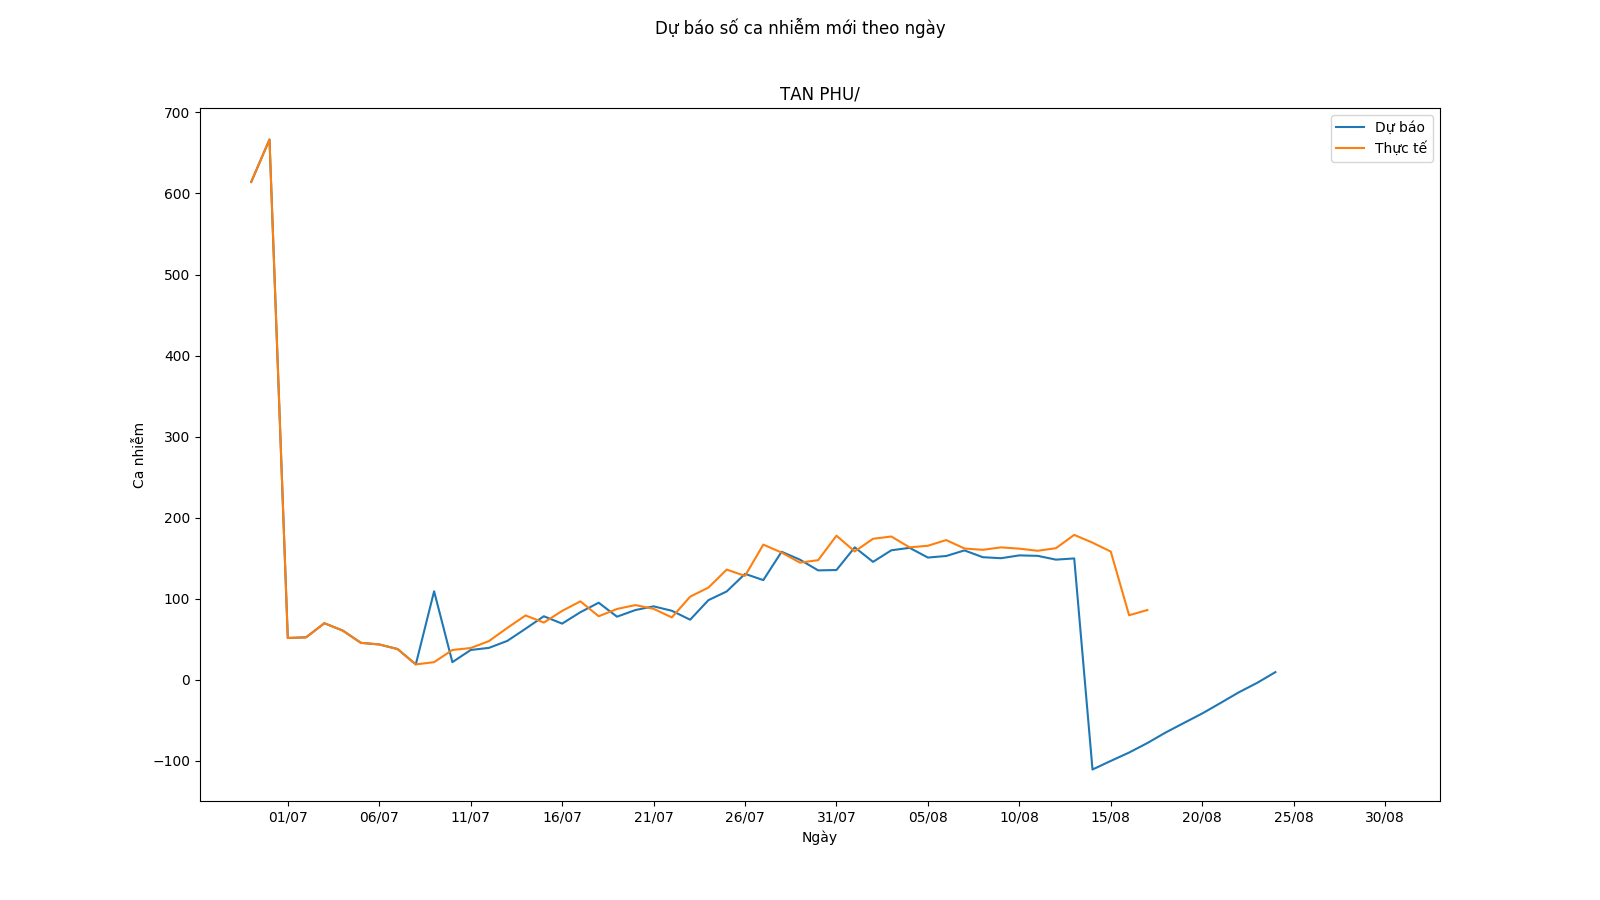 Dự báo số ca nhiễm mới theo ngày
TAN PHU/
Dự báo
Thực tế
700
600
500
400
300
200
100
0
−100
Ca nhiễm
01/07 06/07 11/07 16/07 21/07 26/07 31/07 05/08 10/08 15/08 20/08 25/08 30/08
Ngày